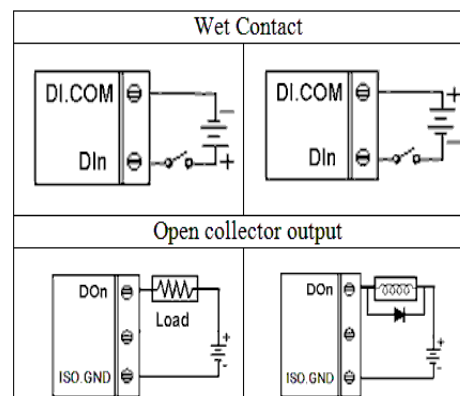 Wet Contact
DI.COM
−
DIn
+
DI.COM
+
−
DIn
Open collector output
DOn
Load
+
-
ISO.GND
DOn
+
-
ISO.GND